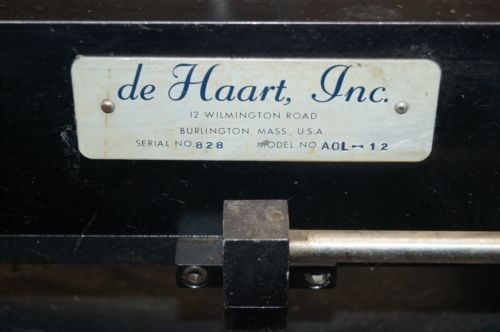 de Haart, Inc.
12 WILMINGTON ROAD
BURLINGTON MASS., U.S.A.
SERIAL NO. 828 MODEL NO. AOL-12